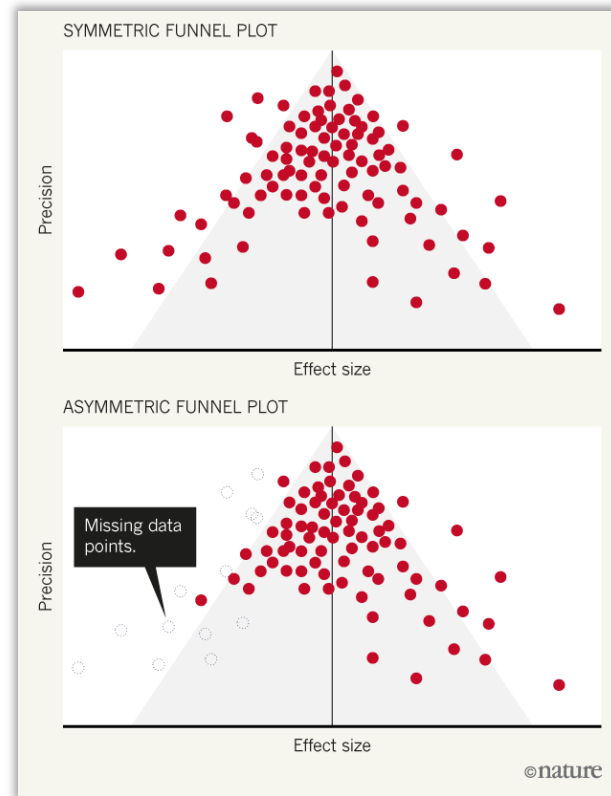 SYMMETRIC FUNNEL PLOT
Precision
Effect size
ASYMMETRIC FUNNEL PLOT
Missing data
points.
Precision
Effect size
©nature